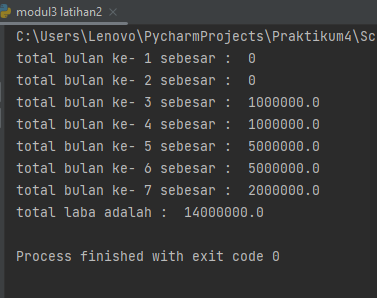 modul3 latihan2
C:\Users\Lenovo\PycharmProjects\Praktikum4\Sc
total bulan ke- 1 sebesar :  0
total bulan ke- 2 sebesar :  0
total bulan ke- 3 sebesar :  1000000.0
total bulan ke- 4 sebesar :  1000000.0
total bulan ke- 5 sebesar :  5000000.0
total bulan ke- 6 sebesar :  5000000.0
total bulan ke- 7 sebesar :  2000000.0
total laba adalah :  14000000.0
Process finished with exit code 0